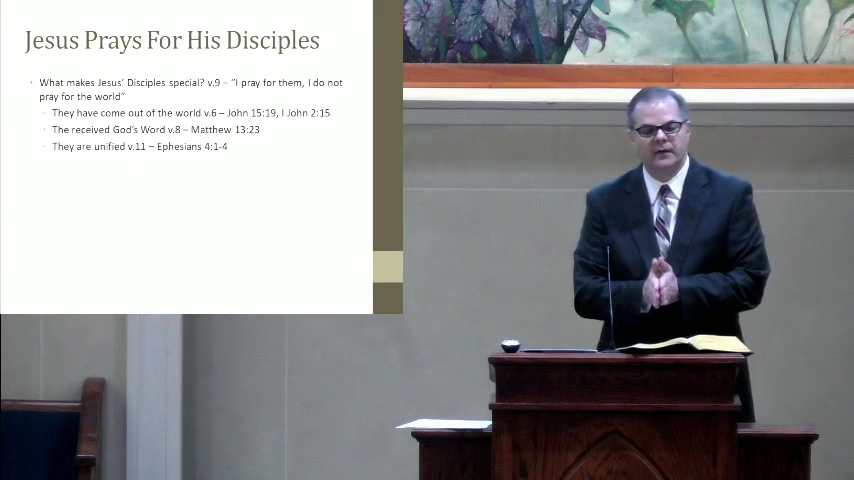 Jesus Prays For His Disciples
What makes Jesus' Disciples special? v.9 – "I pray for them, I do not
pray for the world"
They have come out of the world v.6 – John 15:19, I John 2:15
The received God's Word v.8 – Matthew 13:23
They are unified v.11 – Ephesians 4:1-4